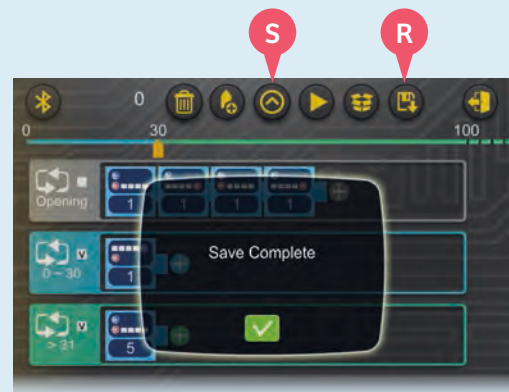 S R
0
0 30 100
Opening
1 1 1 1
Save Complete
V
0~30
1
V
>31
5